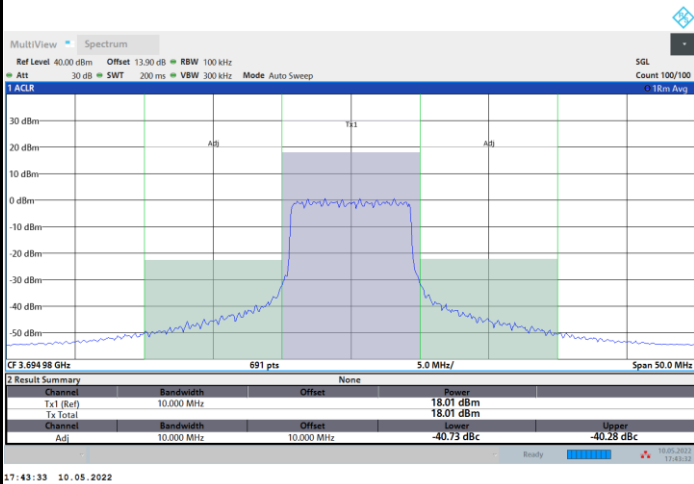 MultiView Spectrum
Ref Level 40.00 dBm Offset 13.90 dB RBW 100 kHz SGL
Att 30 dB SWT 200 ms VBW 300 kHz Mode Auto Sweep Count 100/100
1 ACLR 1Rm Avg
30 dBm
Tx1
20 dBm Adj Adj
10 dBm
0 dBm
-10 dBm
-20 dBm
-30 dBm
-40 dBm
-50 dBm
CF 3.694 98 GHz 691 pts 5.0 MHz/ Span 50.0 MHz
2 Result Summary None
Channel Bandwidth Offset Power
Tx1 (Ref) 10.000 MHz 18.01 dBm
Tx Total 18.01 dBm
Channel Bandwidth Offset Lower Upper
Adj 10.000 MHz 10.000 MHz -40.73 dBc -40.28 dBc
Ready 10.05.2022
17:43:32
17:43:33 10.05.2022